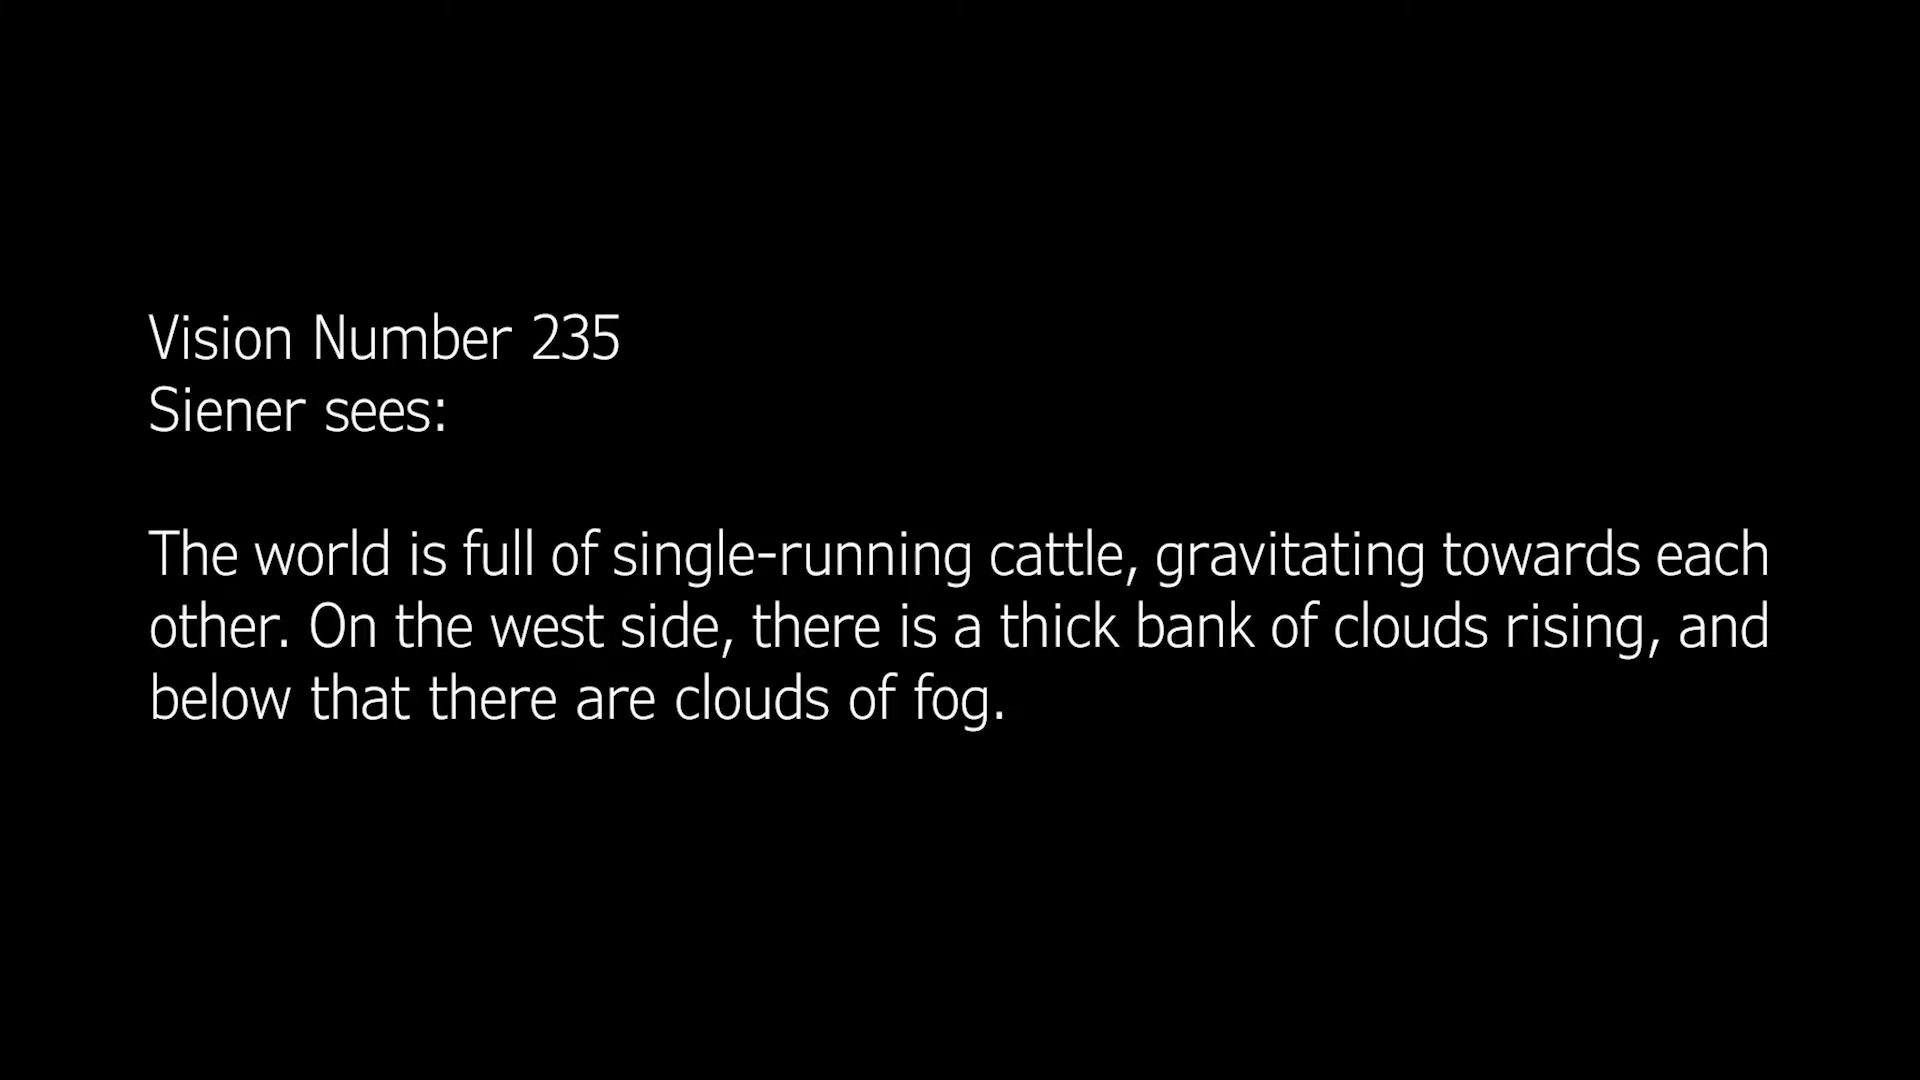 Vision Number 235
Siener sees:
The world is full of single-running cattle, gravitating towards each
other. On the west side, there is a thick bank of clouds rising, and
below that there are clouds of fog.